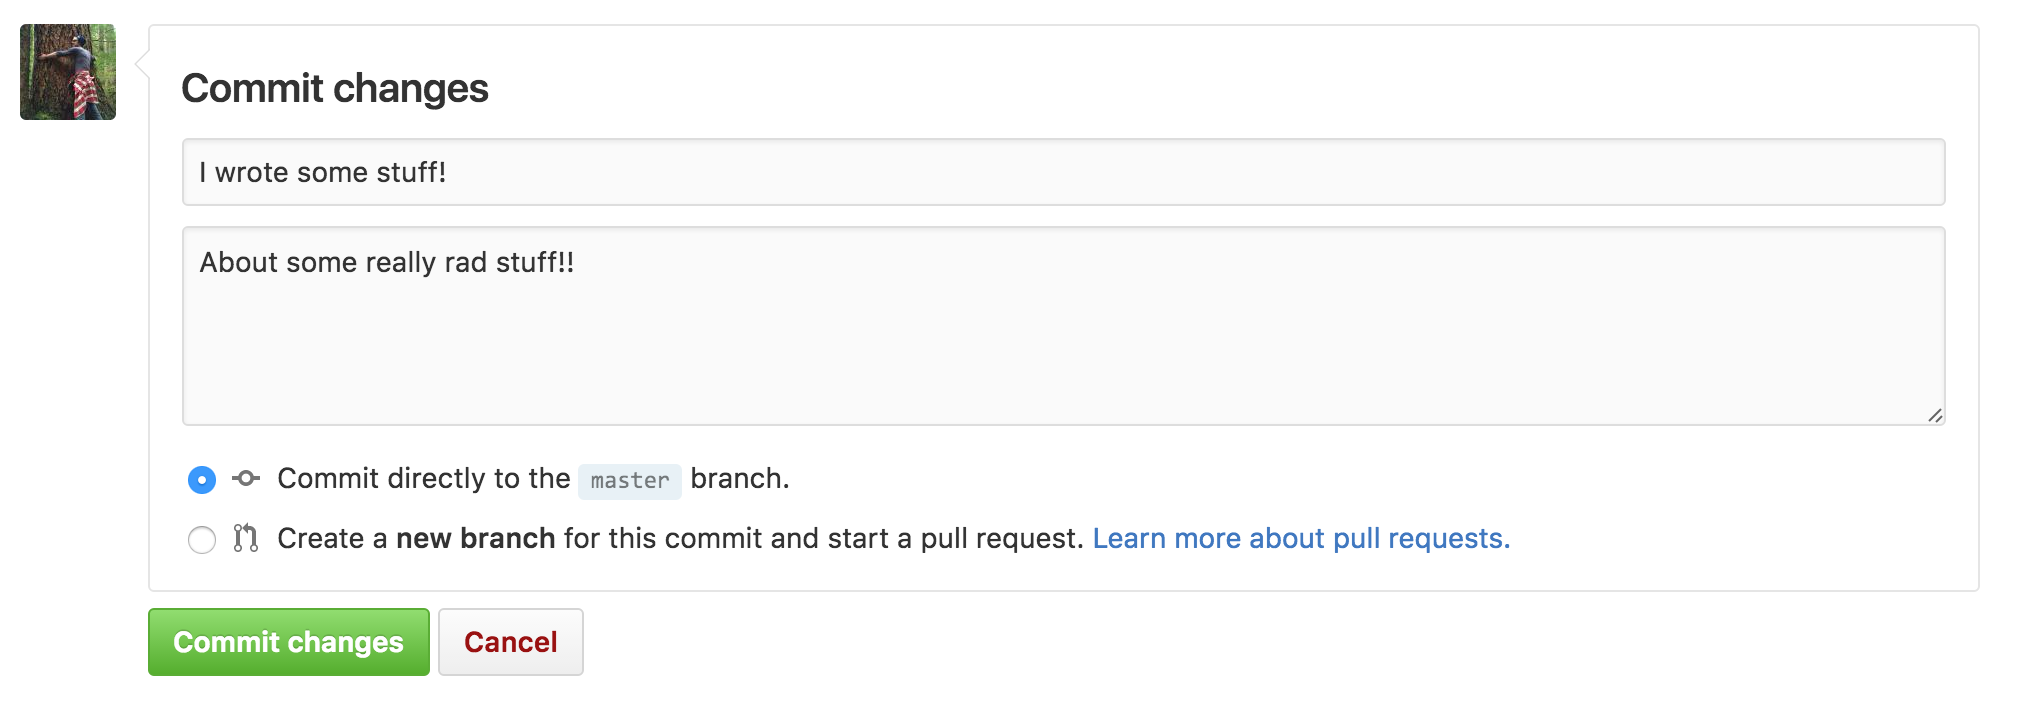 Commit changes
I wrote some stuff!
About some really rad stuff!!
Commit directly to the master branch.
Create a new branch for this commit and start a pull request. Learn more about pull requests.
Commit changes Cancel